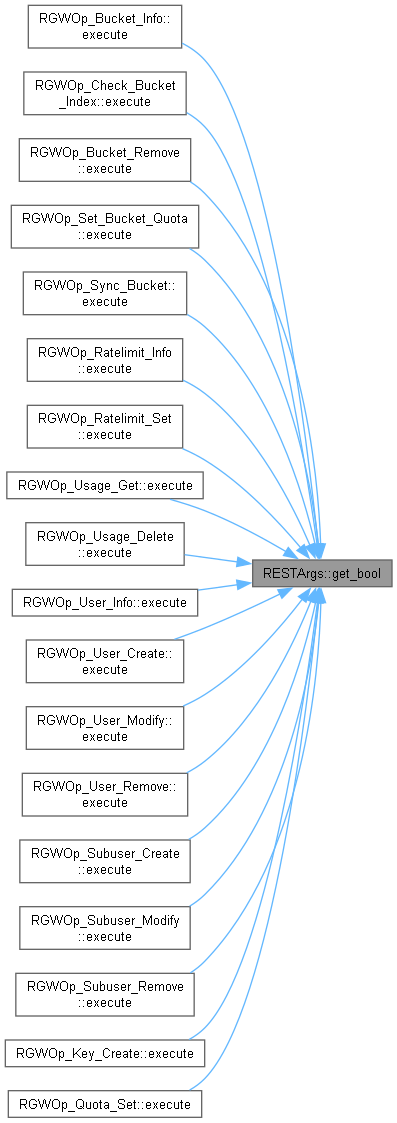 RGWOp_Bucket_Info::
execute
RGWOp_Check_Bucket
_Index::execute
RGWOp_Bucket_Remove
::execute
RGWOp_Set_Bucket_Quota
::execute
RGWOp_Sync_Bucket::
execute
RGWOp_Ratelimit_Info
::execute
RGWOp_Ratelimit_Set
::execute
RGWOp_Usage_Get::execute
RGWOp_Usage_Delete
::execute
RESTArgs::get_bool
RGWOp_User_Info::execute
RGWOp_User_Create::
execute
RGWOp_User_Modify::
execute
RGWOp_User_Remove::
execute
RGWOp_Subuser_Create
::execute
RGWOp_Subuser_Modify
::execute
RGWOp_Subuser_Remove
::execute
RGWOp_Key_Create::execute
RGWOp_Quota_Set::execute